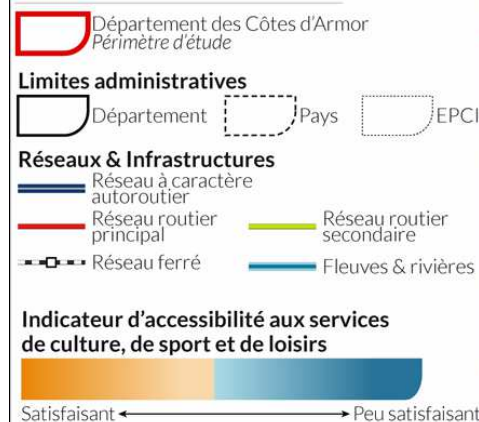 Département des Côtes d'Armor
Périmètre d'étude
Limites administratives
Département
Pays
EPCI
Réseaux & Infrastructures
Réseau à caractère
autoroutier
Réseau routier
principal
Réseau routier
secondaire
Réseau ferré
Fleuves & rivières
Indicateur d'accessibilité aux services
de culture, de sport et de loisirs
Satisfaisant
Peu satisfaisant